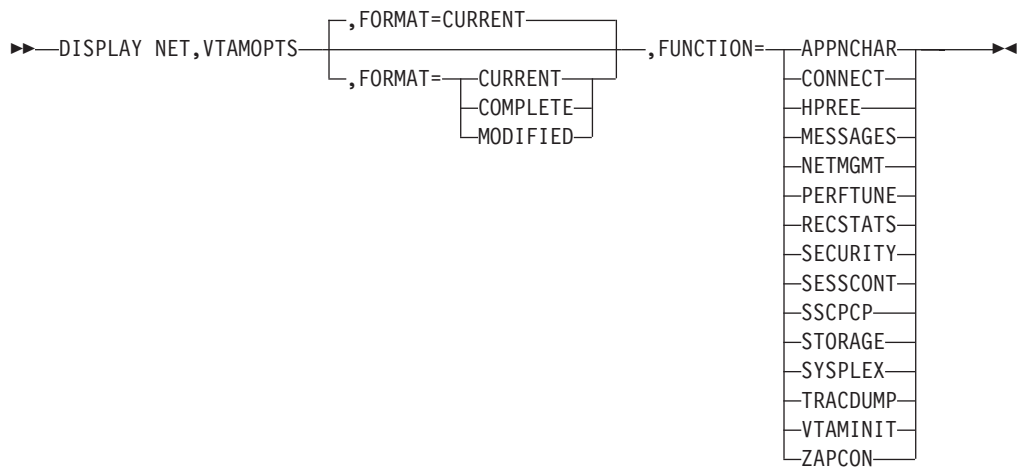 ,FORMAT=CURRENT
DISPLAY NET,VTAMOPTS ,FUNCTION= APPNCHAR
,FORMAT= CURRENT CONNECT
COMPLETE HPREE
MODIFIED MESSAGES
NETMGMT
PERFTUNE
RECSTATS
SECURITY
SESSCONT
SSCPCP
STORAGE
SYSPLEX
TRACDUMP
VTAMINIT
ZAPCON